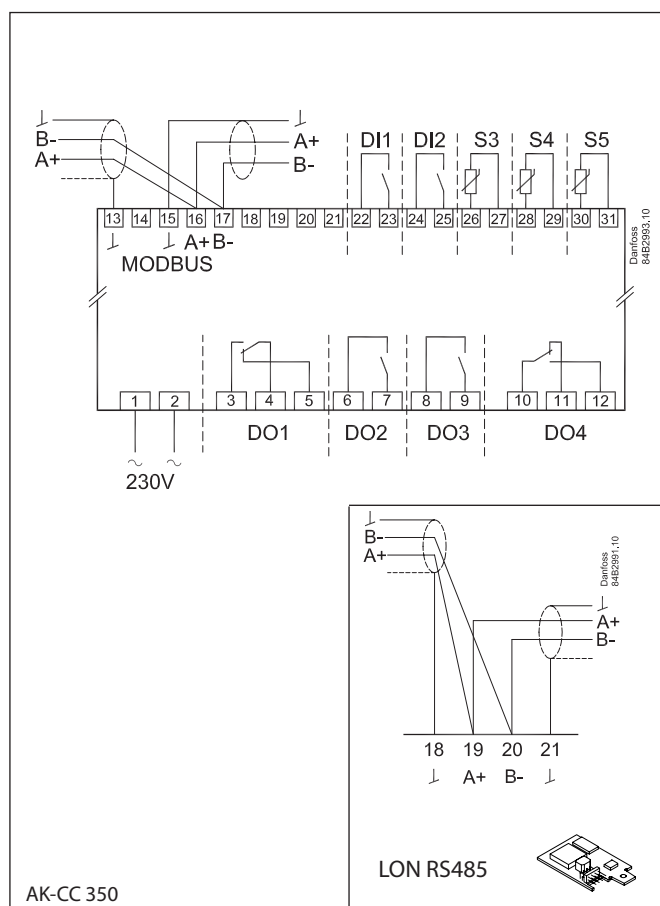 ⊥ ⊥
B- A+
A+ B-
DI1 DI2 S3 S4 S5
13 14 15 16 17 18 19 20 21 22 23 24 25 26 27 28 29 30 31
⊥ ⊥ A+ B-
MODBUS
Danfoss
84B2993.10
1 2 3 4 5 6 7 8 9 10 11 12
DO1 DO2 DO3 DO4
~ ~
230V
⊥
B-
A+
Danfoss
84B2991.10
⊥
A+
B-
18 19 20 21
⊥ A+ B- ⊥
LON RS485
AK-CC 350